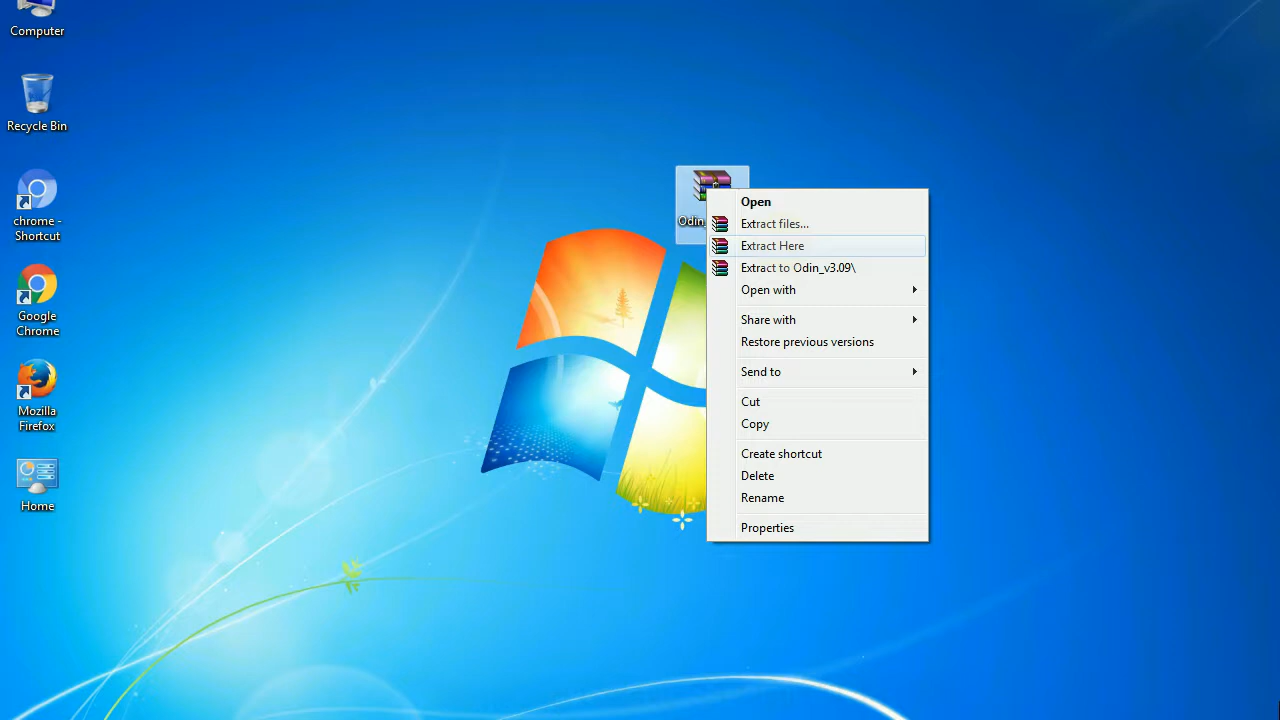 Computer
Recycle Bin
chrome -
Shortcut
Google
Chrome
Mozilla
Firefox
Home
Odin
Open
Extract files...
Extract Here
Extract to Odin_v3.09\
Open with
Share with
Restore previous versions
Send to
Cut
Copy
Create shortcut
Delete
Rename
Properties